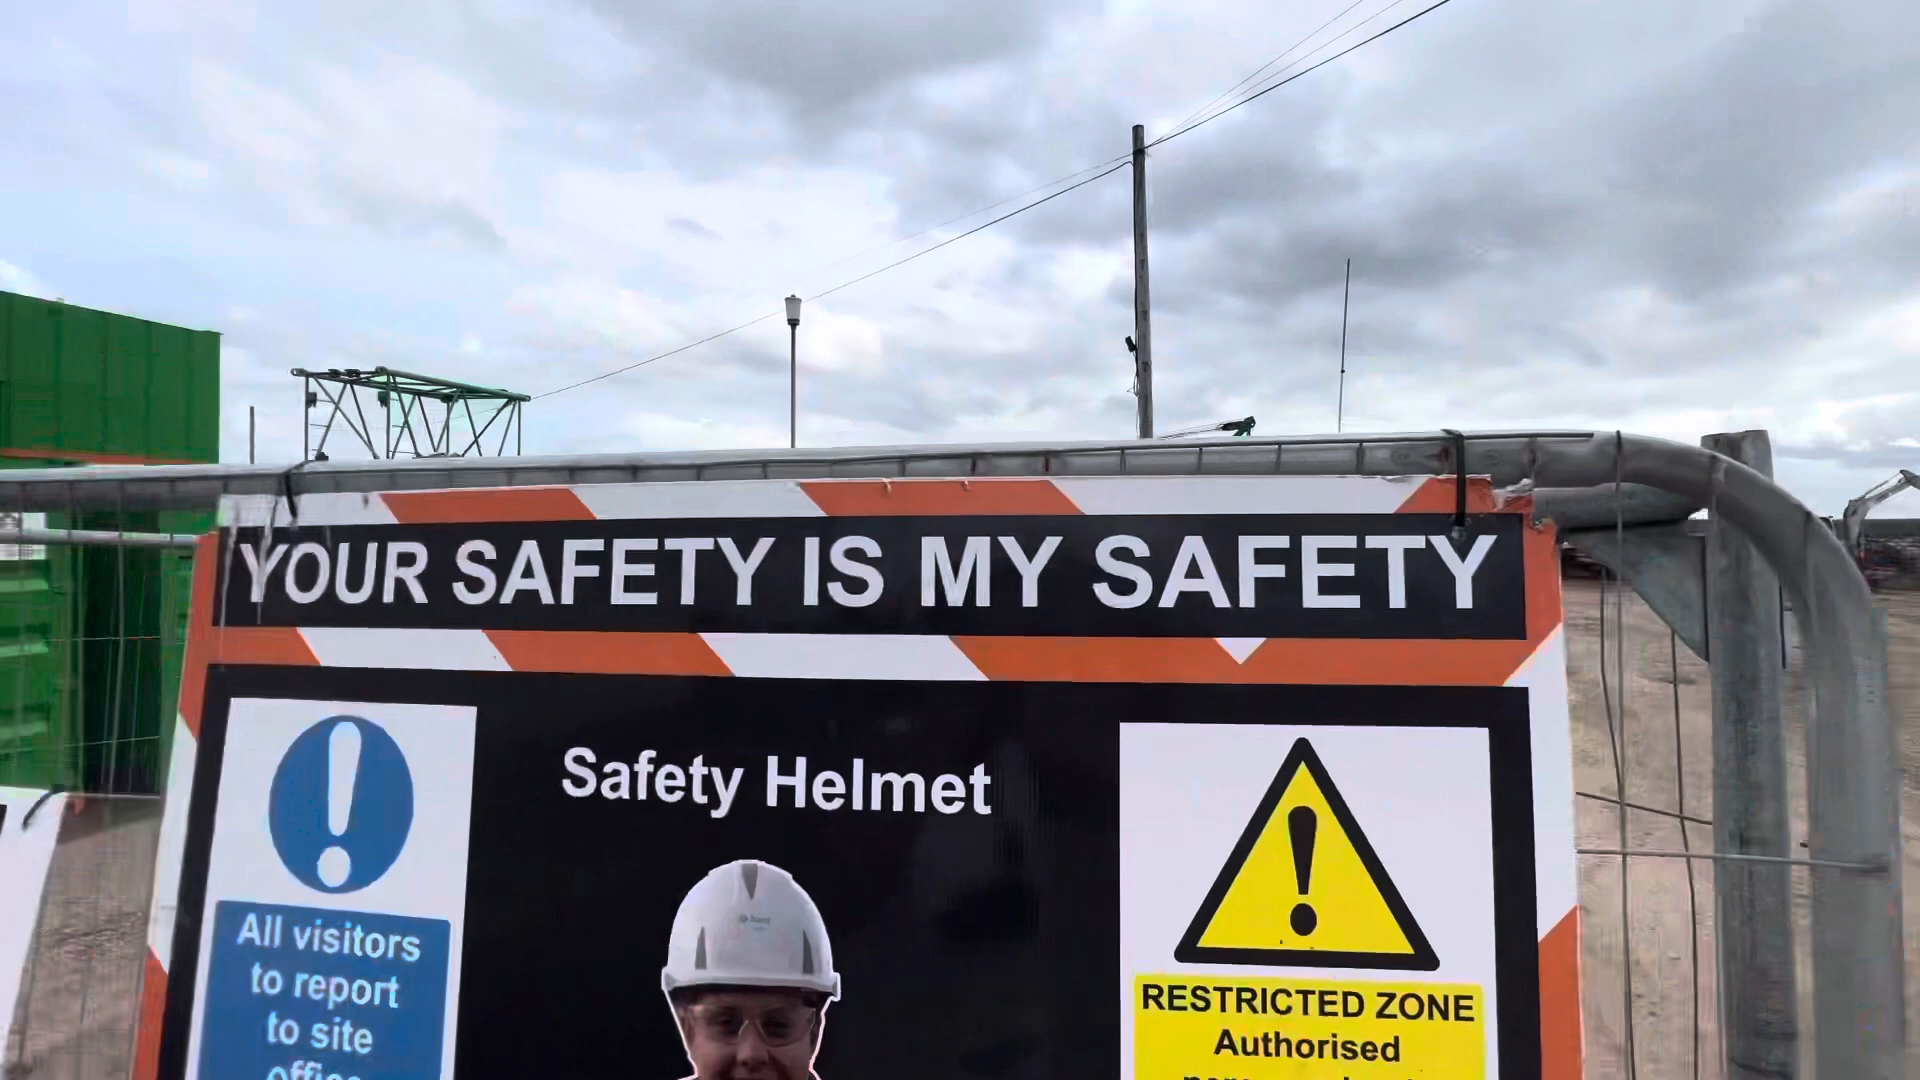 YOUR SAFETY IS MY SAFETY
Safety Helmet
All visitors
to report
to site
office
RESTRICTED ZONE
Authorised